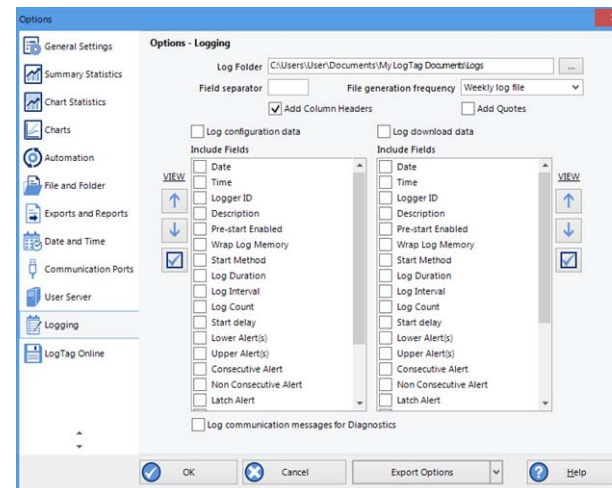 Options
General Settings
Summary Statistics
Chart Statistics
Charts
Automation
File and Folder
Exports and Reports
Date and Time
Communication Ports
User Server
Logging
LogTag Online
Options - Logging
Log Folder C:\Users\User\Documents\My LogTag Documents\Logs ...
Field separator File generation frequency Weekly log file
Add Column Headers Add Quotes
Log configuration data Log download data
Include Fields Include Fields
VIEW Date Date VIEW
Time Time
Logger ID Logger ID
Description Description
Pre-start Enabled Pre-start Enabled
Wrap Log Memory Wrap Log Memory
Start Method Start Method
Log Duration Log Duration
Log Interval Log Interval
Log Count Log Count
Start delay Start delay
Lower Alert(s) Lower Alert(s)
Upper Alert(s) Upper Alert(s)
Consecutive Alert Consecutive Alert
Non Consecutive Alert Non Consecutive Alert
Latch Alert Latch Alert
Log communication messages for Diagnostics
OK Cancel Export Options Help